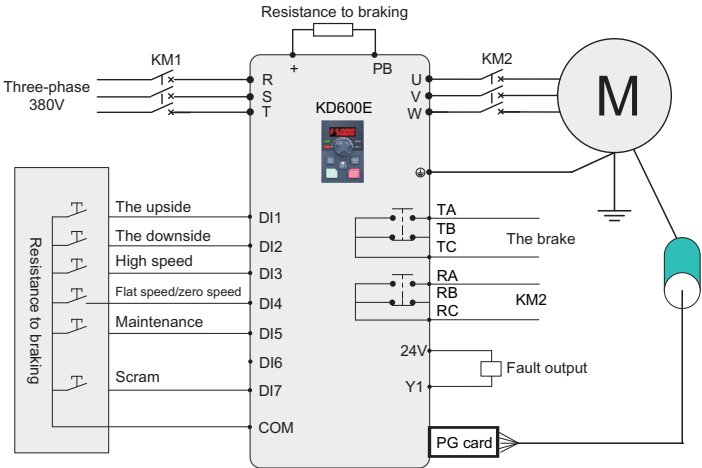 Resistance to braking
KM1
+
PB
KM2
Three-phase
380V
R
S
T
U
V
W
KD600E
M
The upside
DI1
The downside
DI2
High speed
DI3
Flat speed/zero speed
DI4
Maintenance
DI5
DI6
Scram
DI7
COM
Resistance to braking
TA
TB
TC
The brake
RA
RB
RC
KM2
24V
Y1
Fault output
PG card